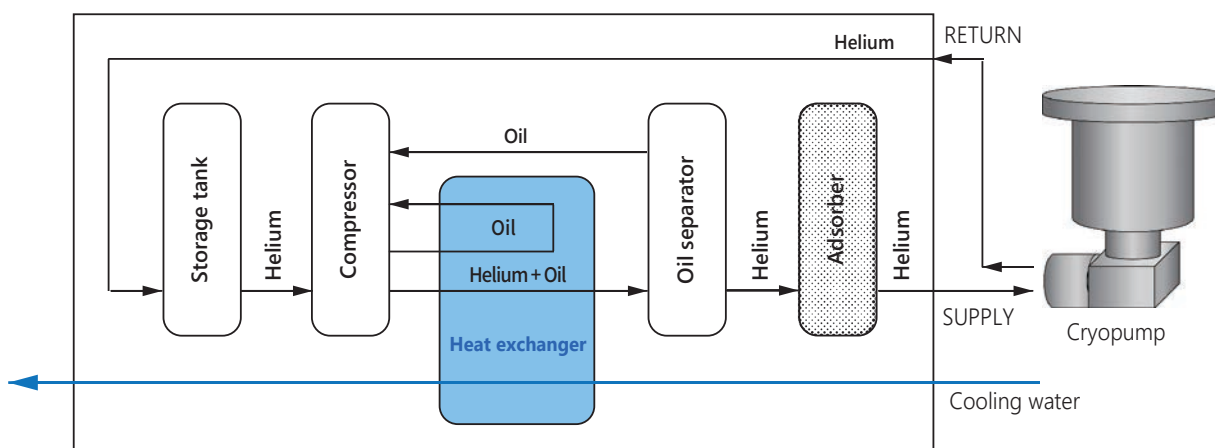 Helium
RETURN
Storage tank
Helium
Compressor
Oil
Oil
Helium + Oil
Heat exchanger
Oil separator
Helium
Adsorber
Helium
SUPPLY
Cryopump
Cooling water